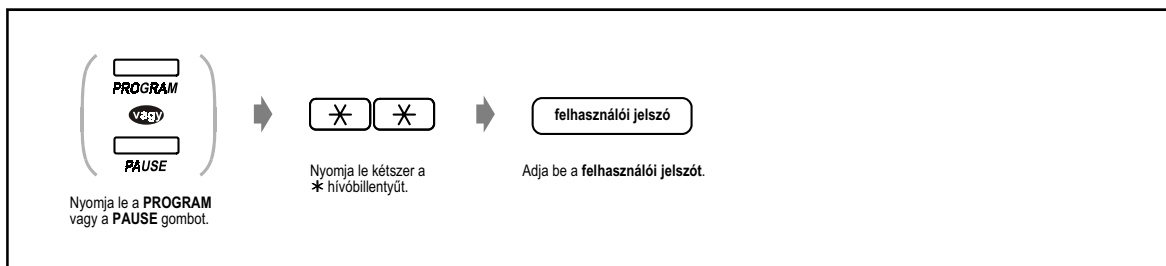 PROGRAM
vagy
PAUSE
Nyomja le a PROGRAM
vagy a PAUSE gombot.
* *
Nyomja le kétszer a
* hívóbillentyűt.
felhasználói jelszó
Adja be a felhasználói jelszót.